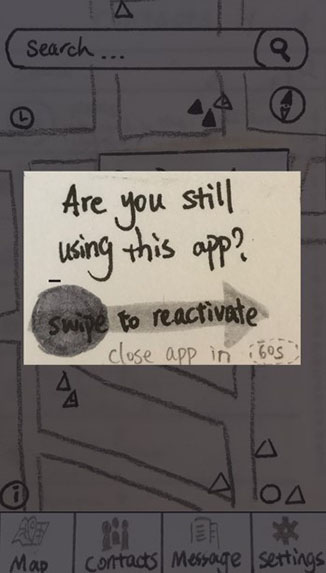 Search ...
Are you still
using this app?
swipe to reactivate
close app in 60s
Map
Contacts
Message
Settings